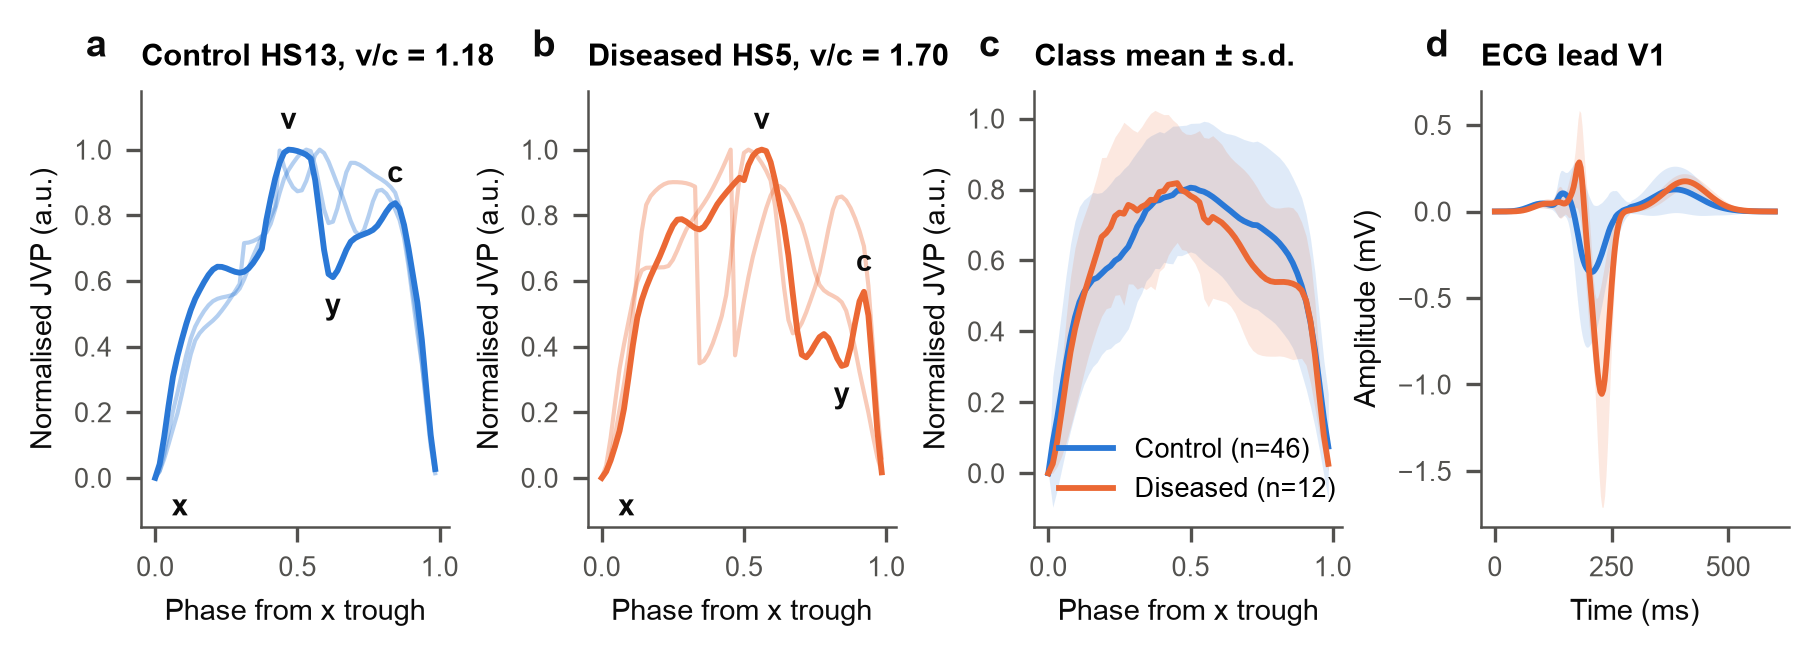 a Control HS13, v/c = 1.18
Normalised JVP (a.u.)
1.0
0.8
0.6
0.4
0.2
0.0
v
c
y
x
0.0 0.5 1.0
Phase from x trough
b Diseased HS5, v/c = 1.70
Normalised JVP (a.u.)
1.0
0.8
0.6
0.4
0.2
0.0
v
c
y
x
0.0 0.5 1.0
Phase from x trough
c Class mean ± s.d.
Normalised JVP (a.u.)
1.0
0.8
0.6
0.4
0.2
0.0
Control (n=46)
Diseased (n=12)
0.0 0.5 1.0
Phase from x trough
d ECG lead V1
Amplitude (mV)
0.5
0.0
−0.5
−1.0
−1.5
0 250 500
Time (ms)